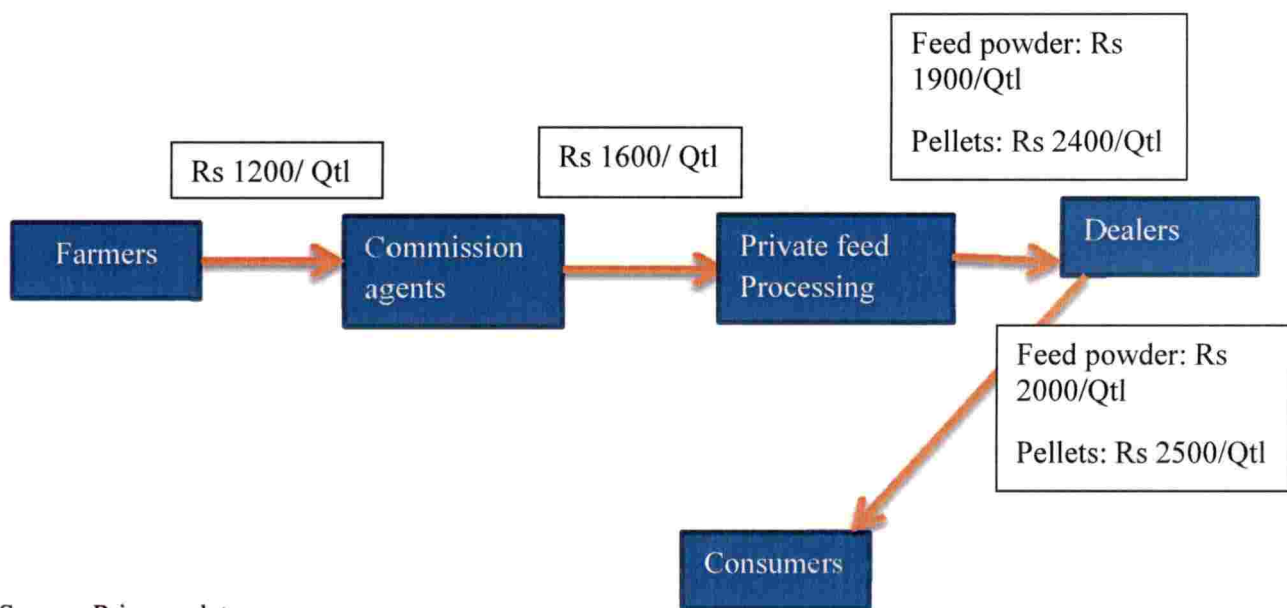 Feed powder: Rs
1900/Qtl
Pellets: Rs 2400/Qtl
Rs 1200/ Qtl
Rs 1600/ Qtl
Farmers
Commission
agents
Private feed
Processing
Dealers
Feed powder: Rs
2000/Qtl
Pellets: Rs 2500/Qtl
Consumers